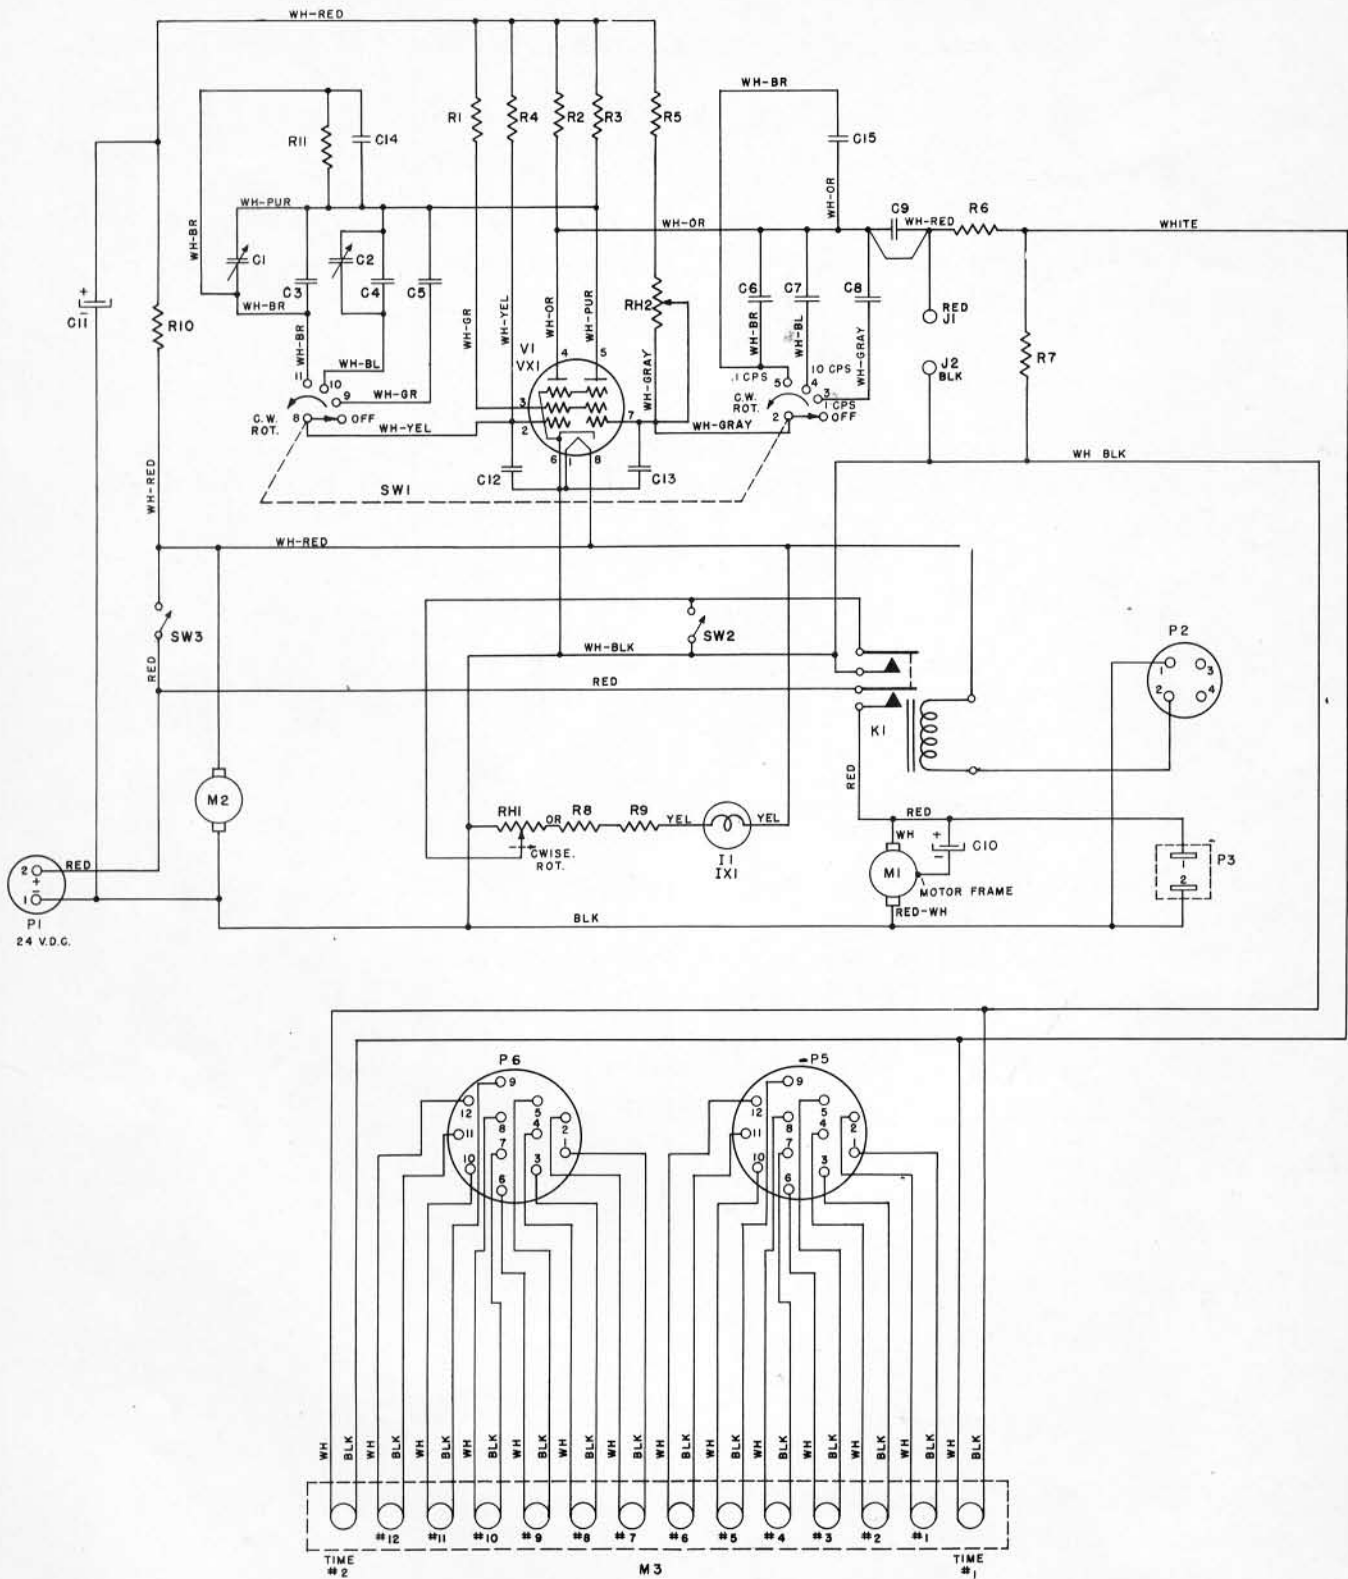 WH-RED
WH-BR
R1
R4
R2
R3
R5
R11
C14
C15
WH-OR
WH-BR
WH-PUR
C9
WH-RED
R6
WH-OR
WHITE
C1
C2
C3
C4
C5
WH-BR
WH-GR
WH-YEL
WH-OR
WH-PUR
RH2
C6
C7
C8
WH-BR
WH-BL
WH-GRAY
RED
J1
+
-
C11
R10
WH-BR
WH-BL
V1
VX1
4
5
WH-GRAY
.1 CPS
10 CPS
J2
BLK
R7
11
10
9
WH-GR
5
4
3
1 CPS
C.W.
ROT.
8
OFF
3
2
7
C.W.
ROT.
2
OFF
WH-YEL
WH-GRAY
6
1
8
WH BLK
C12
C13
SW1
WH-RED
WH-RED
SW3
SW2
P2
WH-BLK
1
3
2
4
RED
RED
K1
RED
M2
RH1
OR
R8
R9
YEL
YEL
RED
WH
+
-
C10
CWISE.
ROT.
I1
IX1
M1
MOTOR FRAME
RED-WH
1
2
P3
2
RED
+
-
1
P1
24 V.D.C.
BLK
P6
P5
9
12
5
2
11
8
4
1
10
7
3
6
9
12
5
2
11
8
4
1
10
7
3
6
WH
BLK
WH
BLK
WH
BLK
WH
BLK
WH
BLK
WH
BLK
WH
BLK
WH
BLK
WH
BLK
WH
BLK
WH
BLK
WH
BLK
WH
BLK
WH
BLK
#12
#11
#10
#9
#8
#7
#6
#5
#4
#3
#2
#1
TIME
#2
M3
TIME
#1